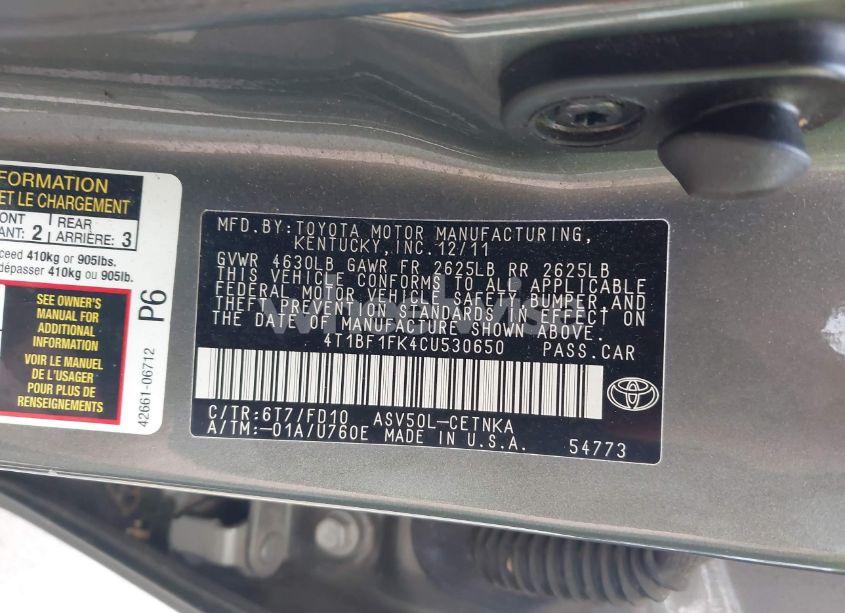 FORMATION
ET LE CHARGEMENT
REAR
ANT: 2 ARRIÈRE: 3
ceed 410kg or 905lbs.
dépasser 410kg ou 905lb.
SEE OWNER'S
MANUAL FOR
ADDITIONAL
INFORMATION
VOIR LE MANUEL
DE L'USAGER
POUR PLUS DE
RENSEIGNEMENTS
P6
42661-06712
MFD.BY:TOYOTA MOTOR MANUFACTURING,
KENTUCKY,INC.12/11
GVWR 4630LB GAWR FR 2625LB RR 2625LB
THIS VEHICLE CONFORMS TO ALL APPLICABLE
FEDERAL MOTOR VEHICLE SAFETY,BUMPER,AND
THEFT PREVENTION STANDARDS IN EFFECT ON
THE DATE OF MANUFACTURE SHOWN ABOVE.
4T1BF1FK4CU530650 PASS.CAR
C/TR:6T7/FD10 ASV50L-CETNKA
A/TM:-01A/U760E MADE IN U.S.A.
54773